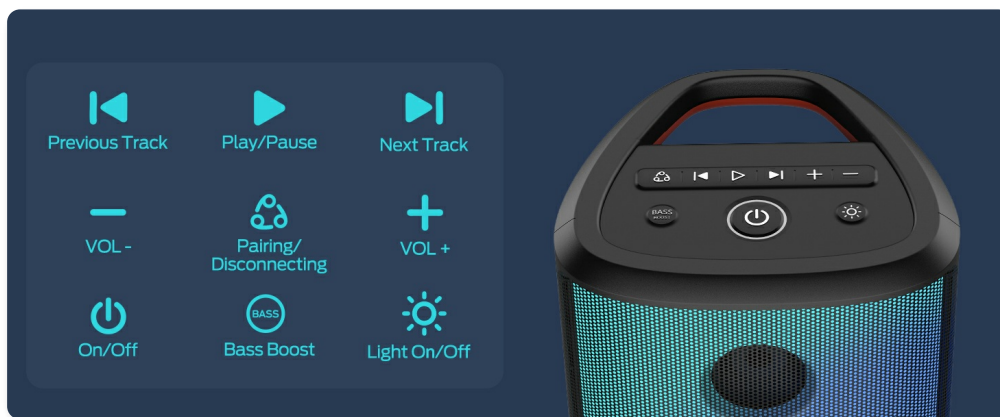 Previous Track
Play/Pause
Next Track
VOL -
Pairing/
Disconnecting
VOL +
On/Off
BASS
Bass Boost
Light On/Off
BASS
BOOST